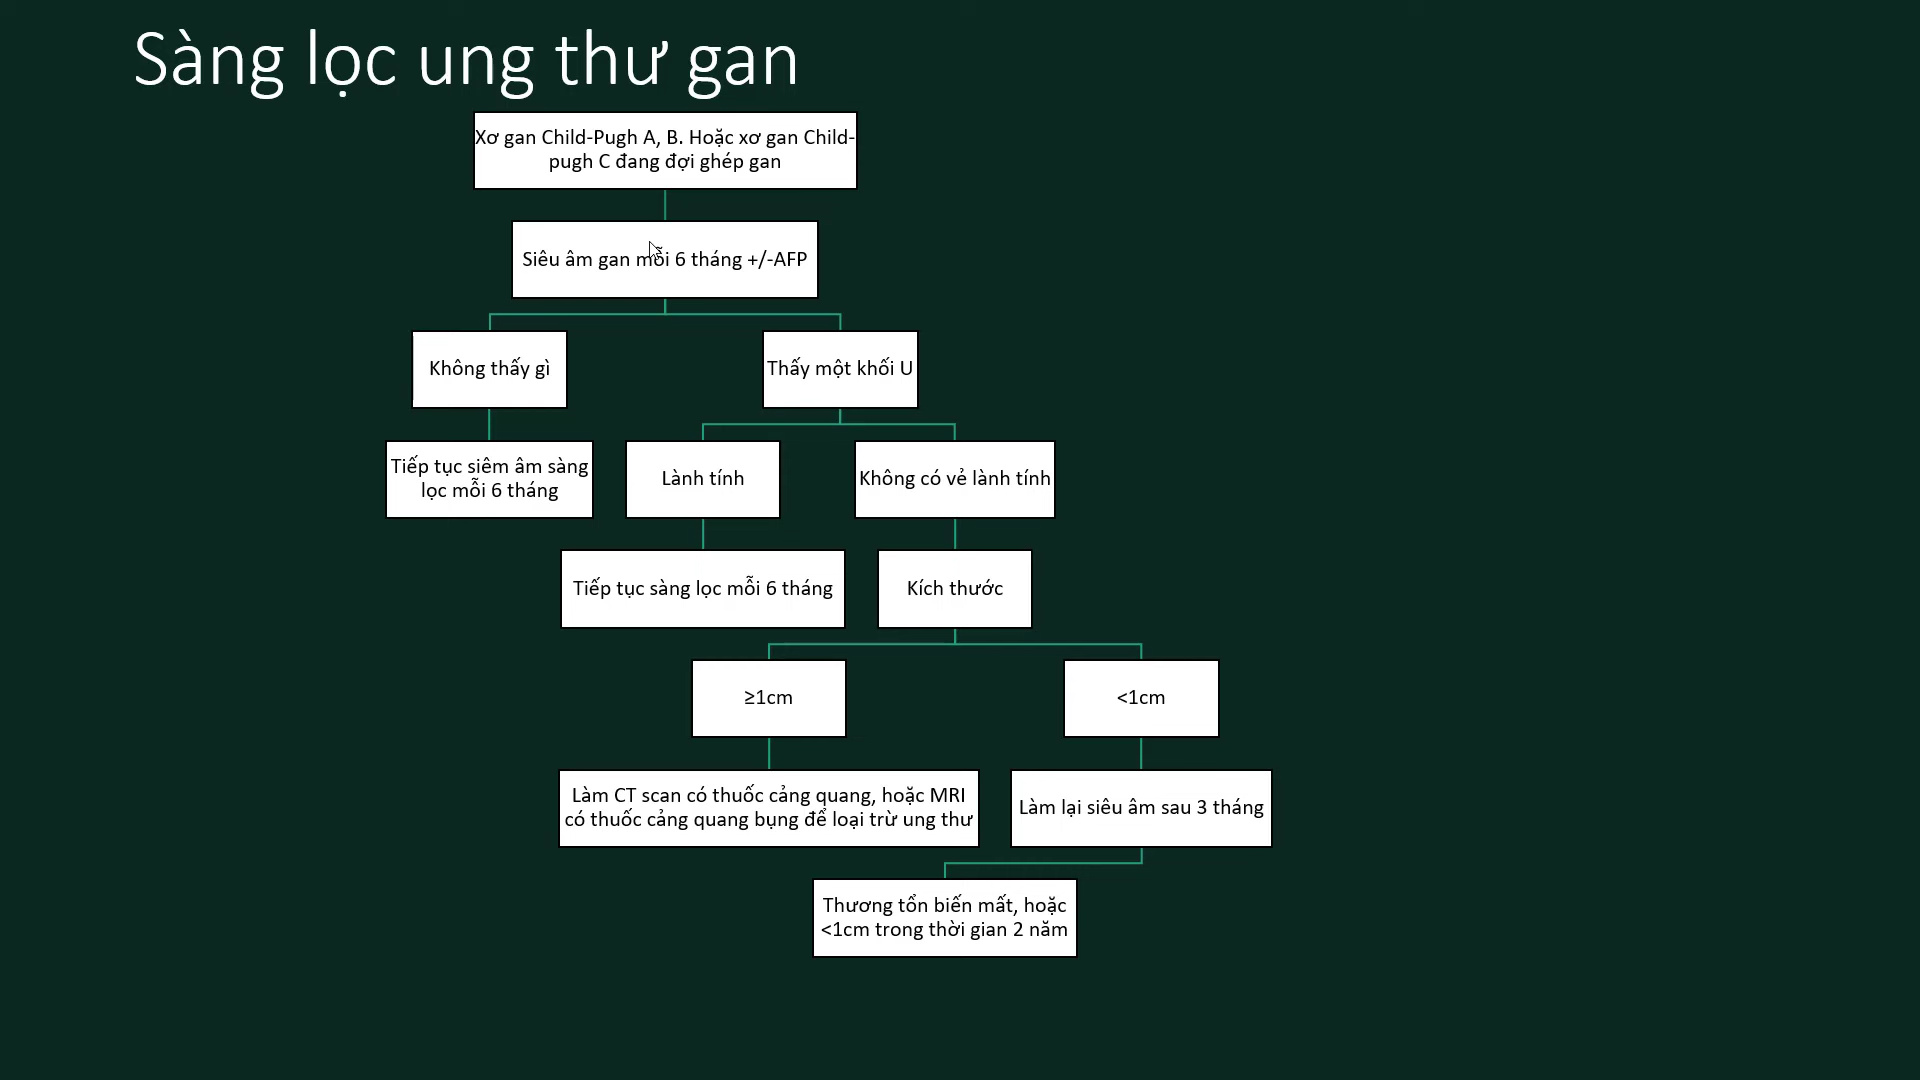 Sàng lọc ung thư gan
Xơ gan Child-Pugh A, B. Hoặc xơ gan Child-
pugh C đang đợi ghép gan
Siêu âm gan mỗi 6 tháng +/-AFP
Không thấy gì
Thấy một khối U
Tiếp tục siêm âm sàng
lọc mỗi 6 tháng
Lành tính
Không có vẻ lành tính
Tiếp tục sàng lọc mỗi 6 tháng
Kích thước
≥1cm
<1cm
Làm CT scan có thuốc cảng quang, hoặc MRI
có thuốc cảng quang bụng để loại trừ ung thư
Làm lại siêu âm sau 3 tháng
Thương tổn biến mất, hoặc
<1cm trong thời gian 2 năm